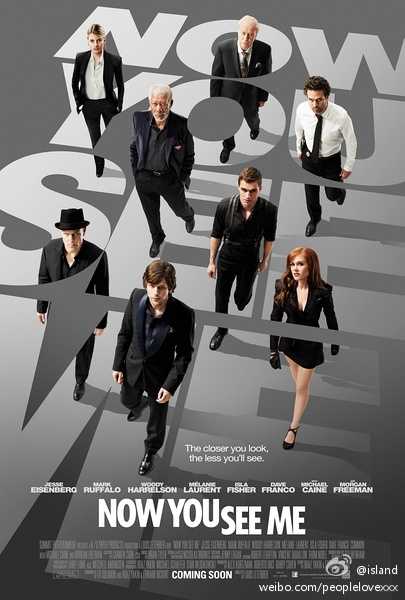 NOW
YOU
SEE
ME
The closer you look,
the less you'll see.
JESSE EISENBERG
MARK RUFFALO
WOODY HARRELSON
MÉLANIE LAURENT
ISLA FISHER
DAVE FRANCO
MICHAEL CAINE
MORGAN FREEMAN
NOW YOU SEE ME
COMING SOON
@island
weibo.com/peoplelovexxx